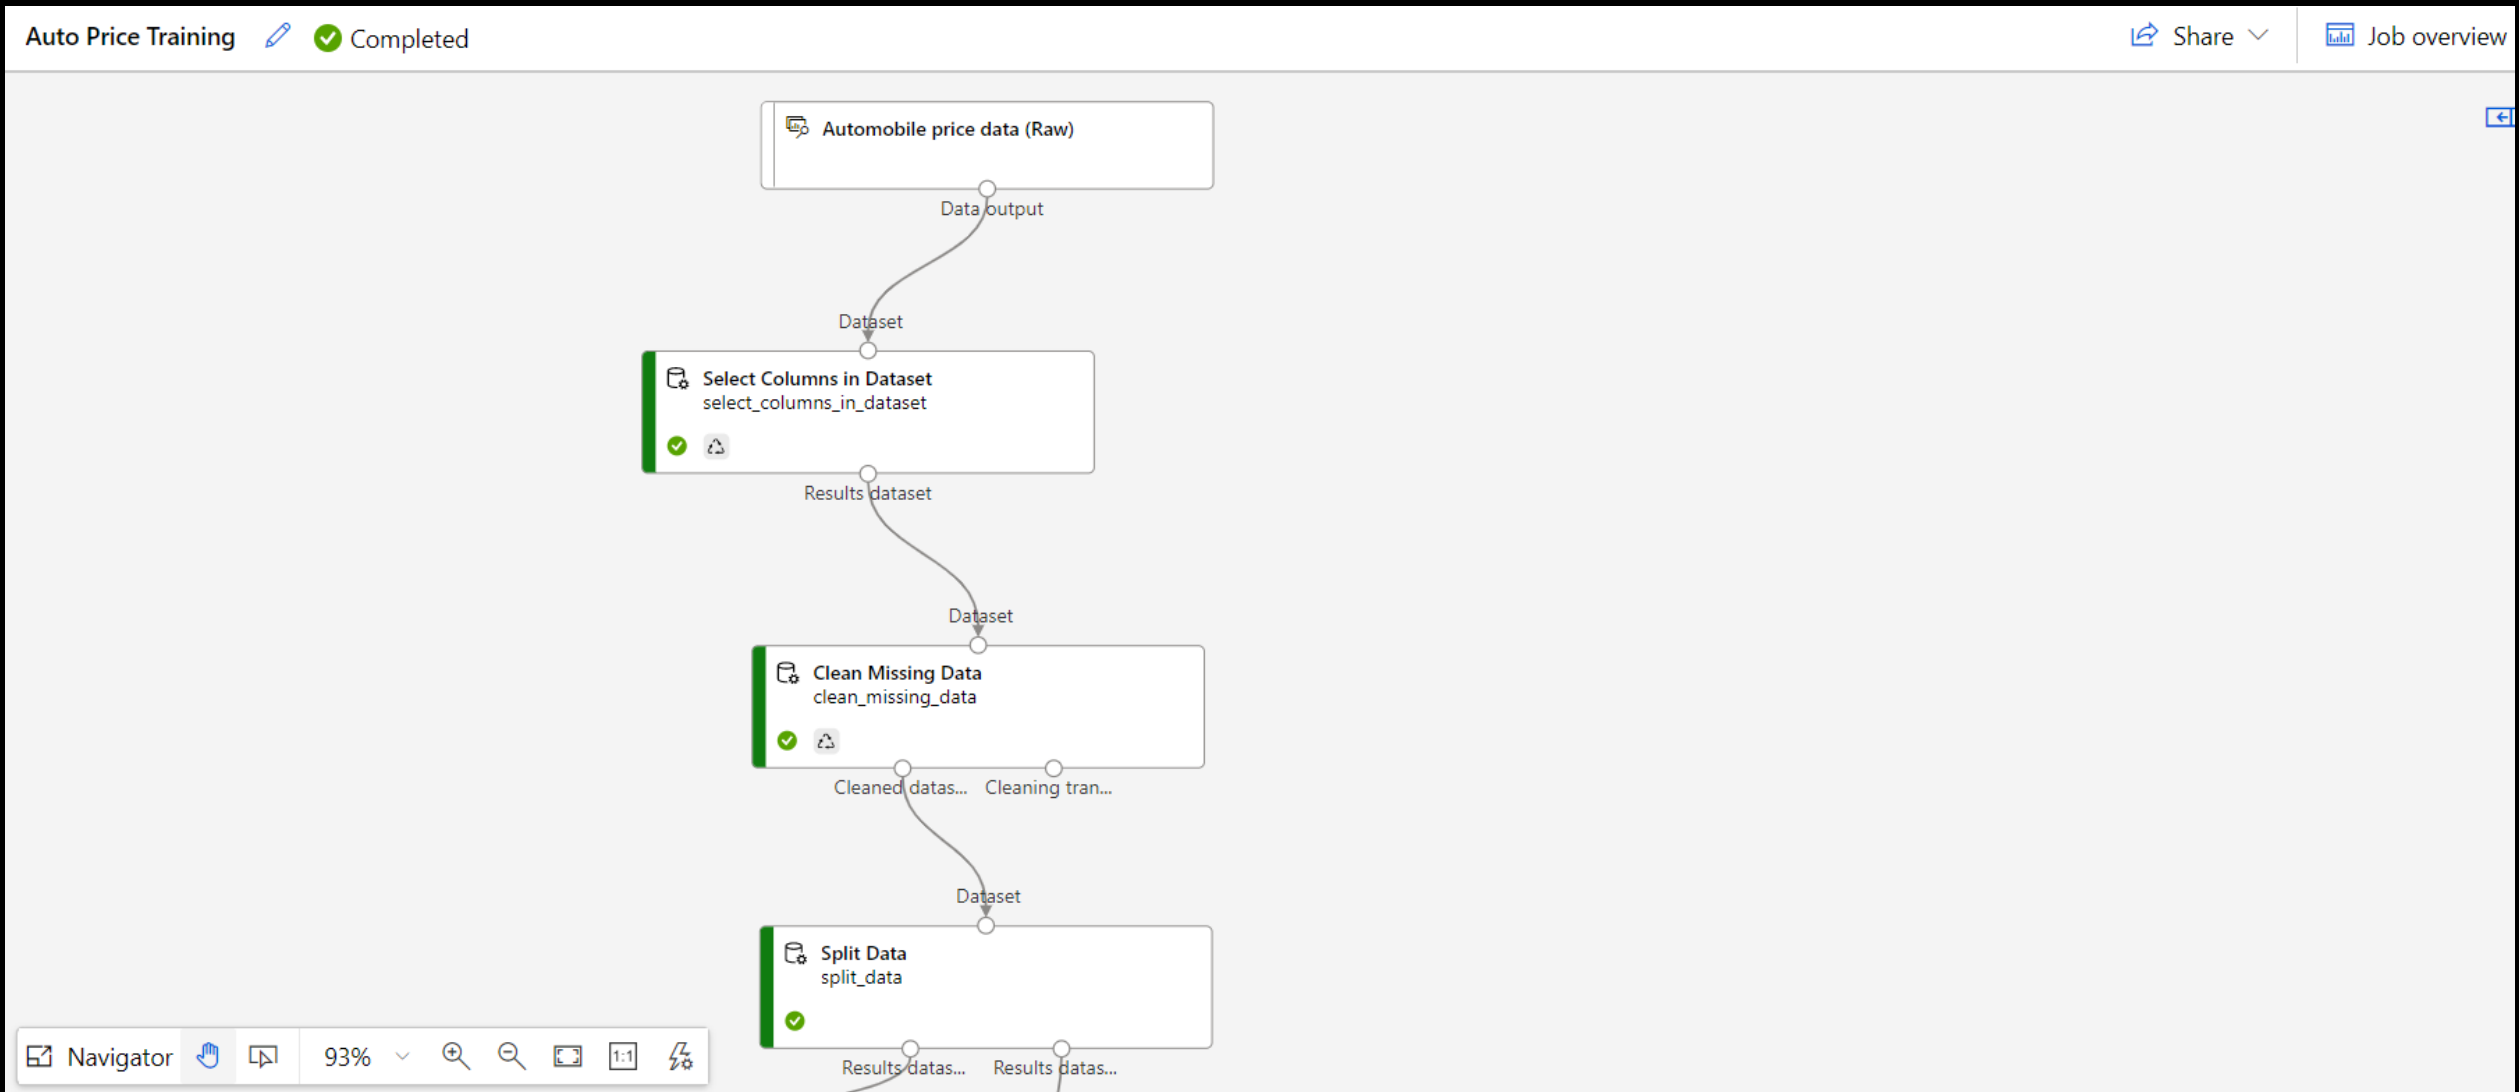 Auto Price Training
Completed
Share
Job overview
Automobile price data (Raw)
Data output
Dataset
Select Columns in Dataset
select_columns_in_dataset
Results dataset
Dataset
Clean Missing Data
clean_missing_data
Cleaned datas...
Cleaning tran...
Dataset
Split Data
split_data
Results datas...
Results datas...
Navigator
93%
1:1